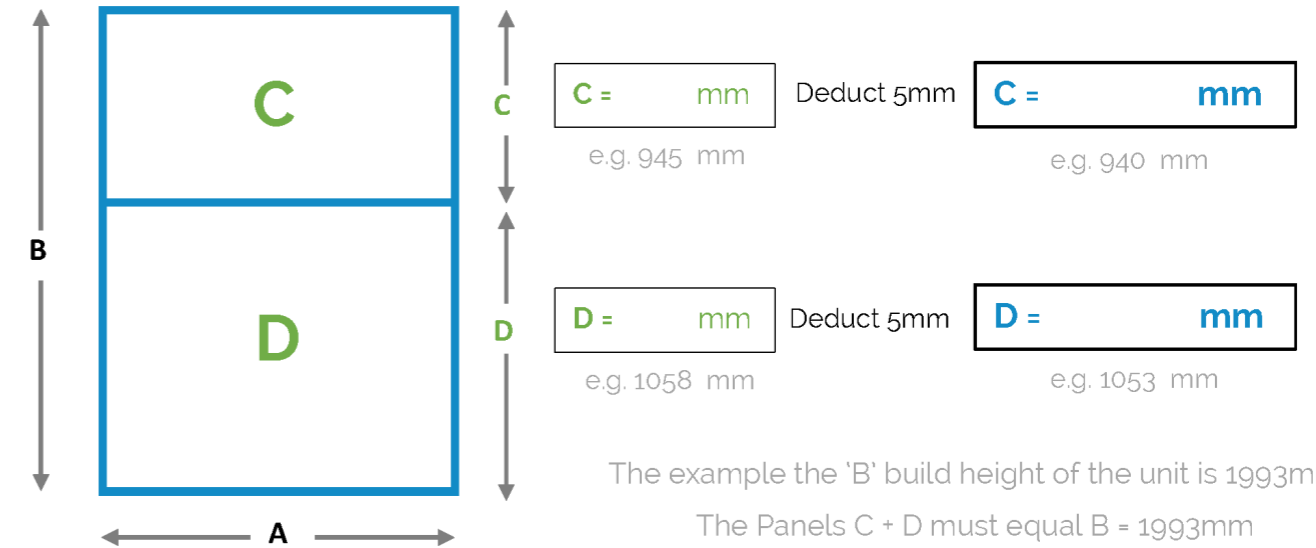 C
C
C = mm
Deduct 5mm
C = mm
e.g. 945 mm
e.g. 940 mm
B
D
D
D = mm
Deduct 5mm
D = mm
e.g. 1058 mm
e.g. 1053 mm
The example the ‘B’ build height of the unit is 1993m
The Panels C + D must equal B = 1993mm
A